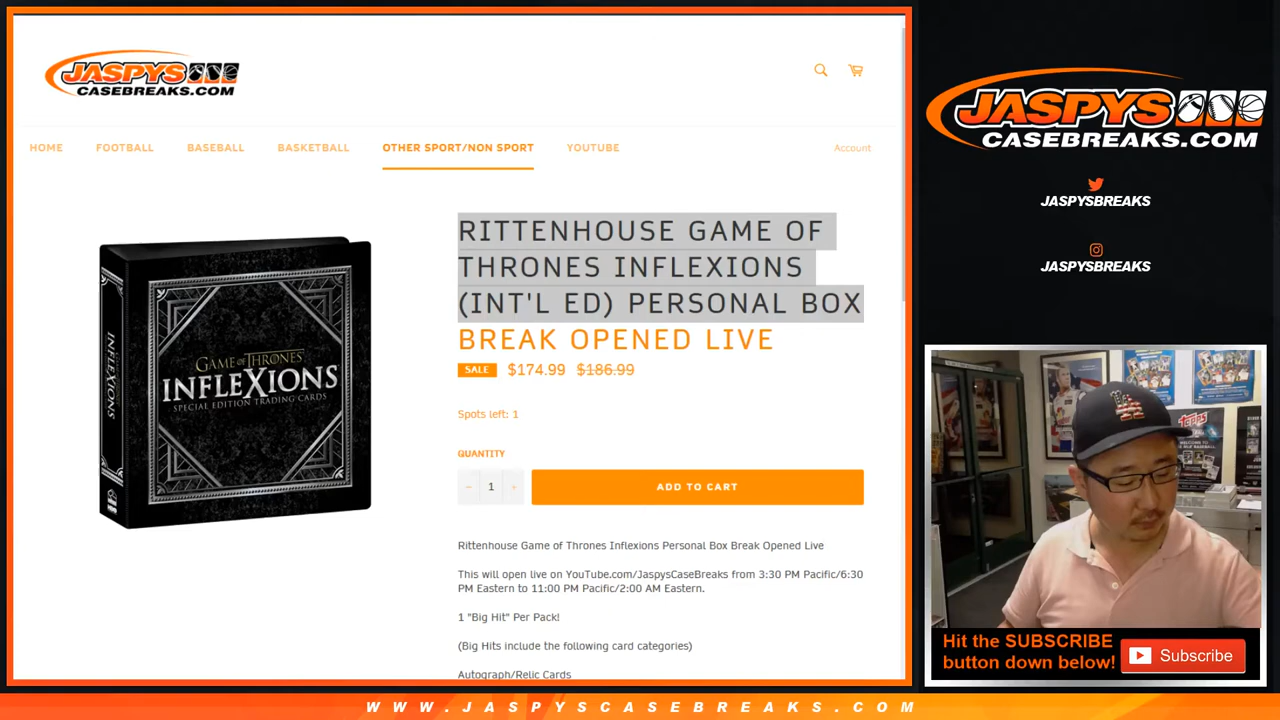 JASPYS
CASEBREAKS.COM
HOME
FOOTBALL
BASEBALL
BASKETBALL
OTHER SPORT/NON SPORT
YOUTUBE
Account
RITTENHOUSE GAME OF
THRONES INFLEXIONS
(INT'L ED) PERSONAL BOX
BREAK OPENED LIVE
SALE $174.99 $186.99
Spots left: 1
QUANTITY
− 1 +
ADD TO CART
Rittenhouse Game of Thrones Inflexions Personal Box Break Opened Live
This will open live on YouTube.com/JaspysCaseBreaks from 3:30 PM Pacific/6:30
PM Eastern to 11:00 PM Pacific/2:00 AM Eastern.
1 "Big Hit" Per Pack!
(Big Hits include the following card categories)
Autograph/Relic Cards
GAME OF THRONES
INFLEXIONS
SPECIAL EDITION TRADING CARDS
INFLEXIONS
JASPYS
CASEBREAKS.COM
JASPYSBREAKS
JASPYSBREAKS
TOPPS
Hit the SUBSCRIBE
button down below!
Subscribe
WWW.JASPYSCASEBREAKS.COM